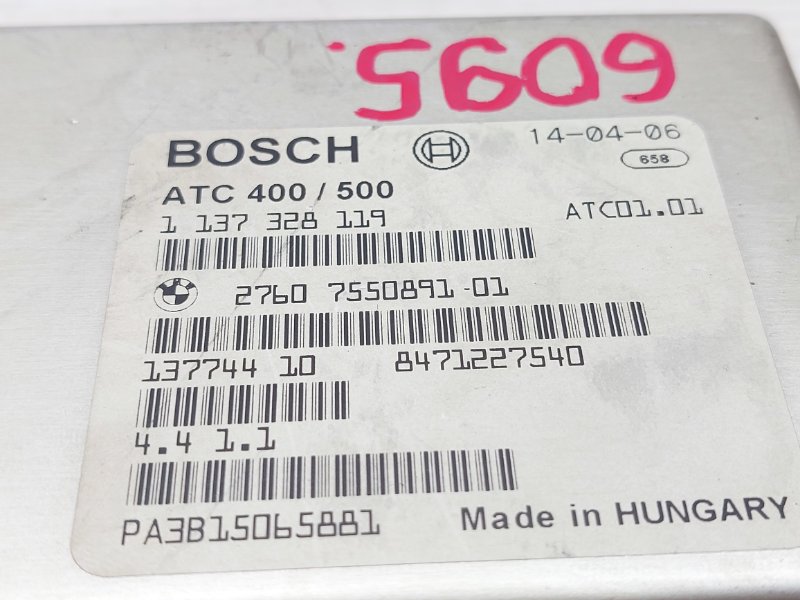 5609.
BOSCH
14-04-06
658
ATC 400 / 500
1 137 328 119
ATC01.01
2760 7550891-01
137744 10 8471227540
4.4 1.1
PA3B15065881
Made in HUNGARY